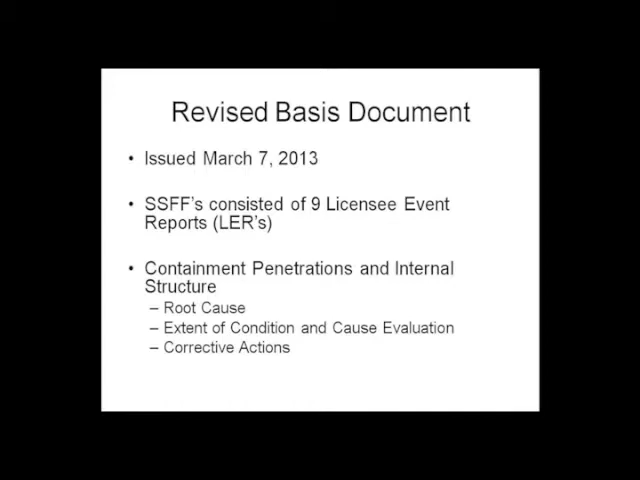 Revised Basis Document
• Issued March 7, 2013
• SSFF's consisted of 9 Licensee Event
Reports (LER's)
• Containment Penetrations and Internal
Structure
– Root Cause
– Extent of Condition and Cause Evaluation
– Corrective Actions